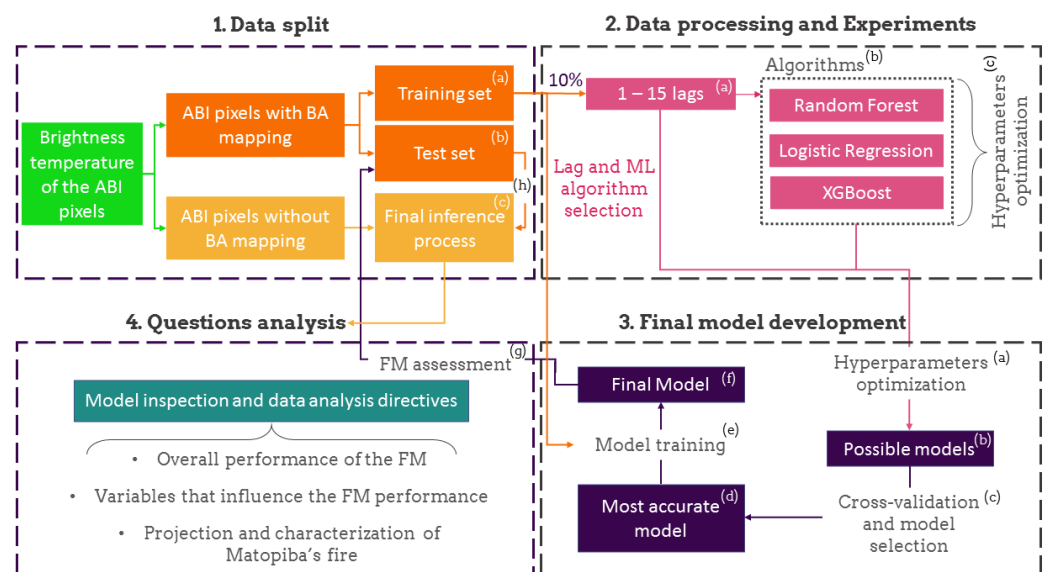 1. Data split
Brightness
temperature
of the ABI
pixels
ABI pixels with BA
mapping
ABI pixels without
BA mapping
(a)
Training set
(b)
Test set
(h)
(c)
Final inference
process
2. Data processing and Experiments
10%
1 – 15 lags (a)
Lag and ML
algorithm
selection
Algorithms (b)
Random Forest
Logistic Regression
XGBoost
Hyperparameters (c)
optimization
3. Final model development
Hyperparameters (a)
optimization
Possible models (b)
Cross-validation (c)
and model
selection
(d)
Most accurate
model
Model training (e)
Final Model (f)
4. Questions analysis
FM assessment (g)
Model inspection and data analysis directives
• Overall performance of the FM
• Variables that influence the FM performance
• Projection and characterization of
Matopiba's fire